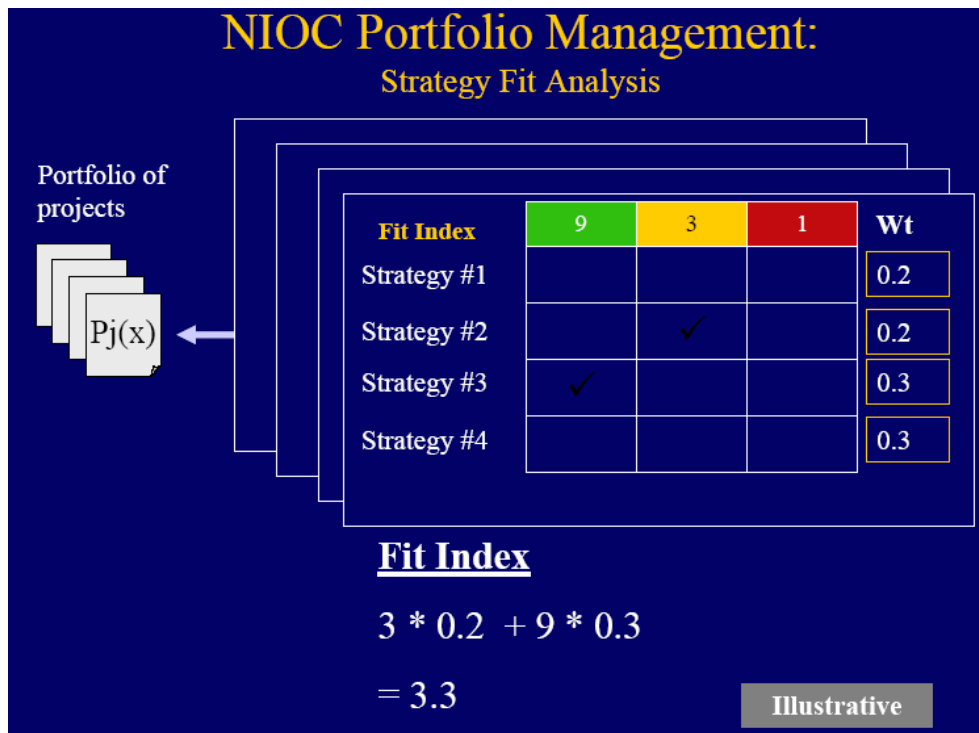 NIOC Portfolio Management:
Strategy Fit Analysis
Portfolio of
projects
Pj(x)
Fit Index 9 3 1 Wt
Strategy #1 0.2
Strategy #2 ✓ 0.2
Strategy #3 ✓ 0.3
Strategy #4 0.3
Fit Index
3 * 0.2 + 9 * 0.3
= 3.3
Illustrative